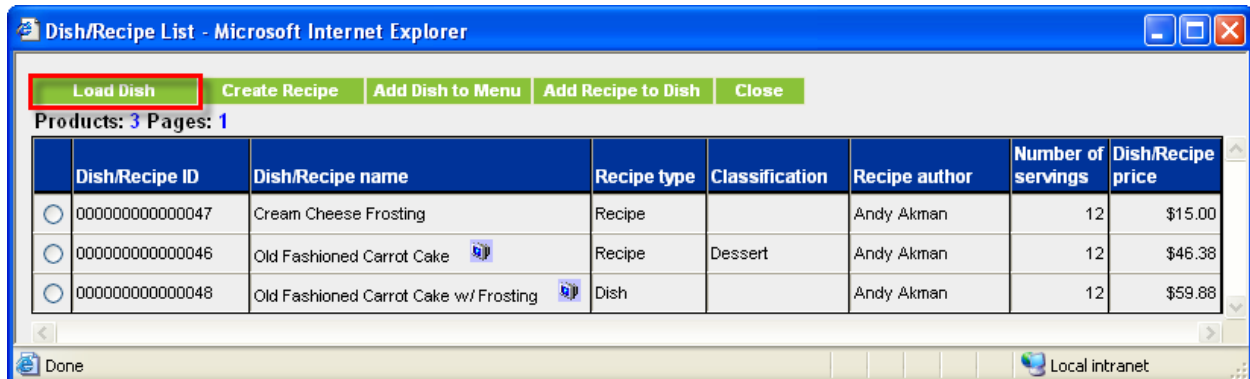 Dish/Recipe List - Microsoft Internet Explorer
Load Dish Create Recipe Add Dish to Menu Add Recipe to Dish Close
Products: 3 Pages: 1
Dish/Recipe ID Dish/Recipe name Recipe type Classification Recipe author Number of servings Dish/Recipe price
000000000000047 Cream Cheese Frosting Recipe Andy Akman 12 $15.00
000000000000046 Old Fashioned Carrot Cake Recipe Dessert Andy Akman 12 $46.38
000000000000048 Old Fashioned Carrot Cake w/ Frosting Dish Andy Akman 12 $59.88
Done Local intranet